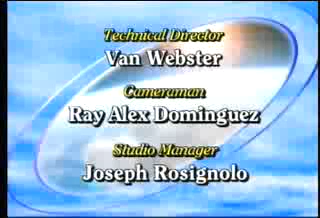 Technical Director
Van Webster
Cameraman
Ray Alex Dominguez
Studio Manager
Joseph Rosignolo